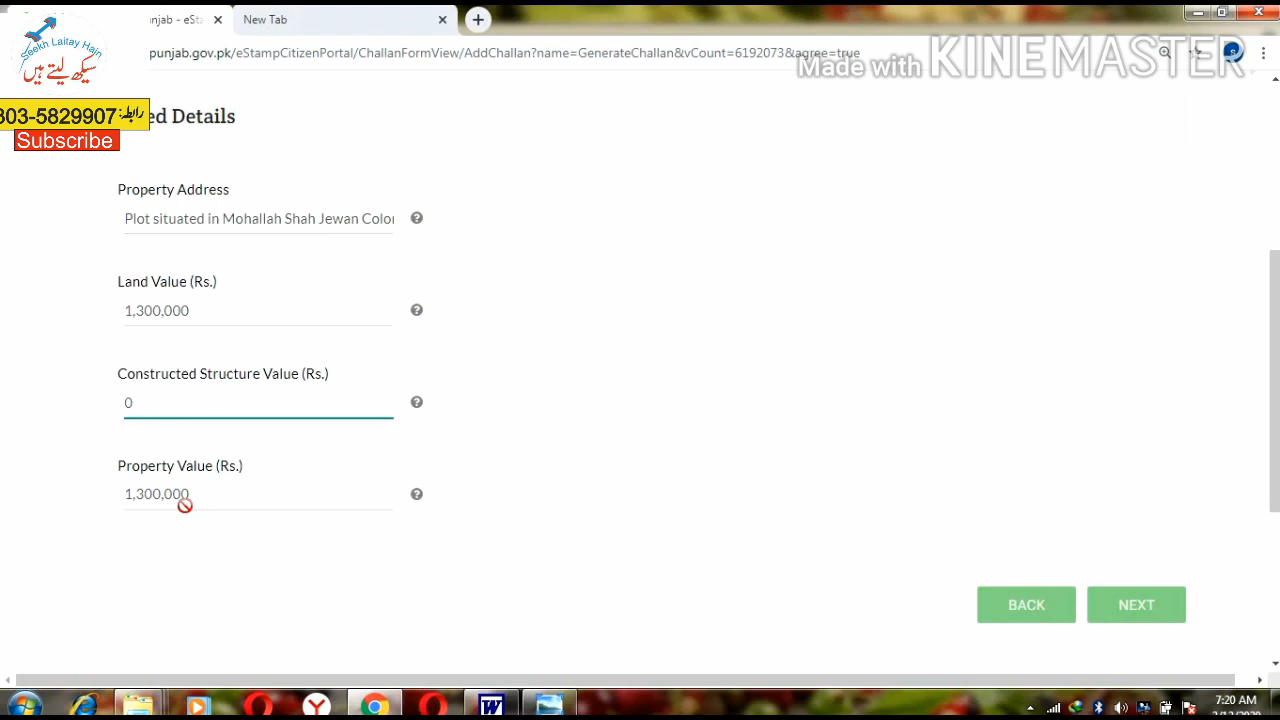 njab - eSta
New Tab
Seekh Laitay Hain
سیکھ لیتے ہیں
punjab.gov.pk/eStampCitizenPortal/ChallanFormView/AddChallan?name=GenerateChallan&vCount=6192073&agree=true
Made with KINEMASTER
رابطہ: 303-5829907
ed Details
Subscribe
Property Address
Plot situated in Mohallah Shah Jewan Color
Land Value (Rs.)
1,300,000
Constructed Structure Value (Rs.)
0
Property Value (Rs.)
1,300,000
BACK
NEXT
7:20 AM